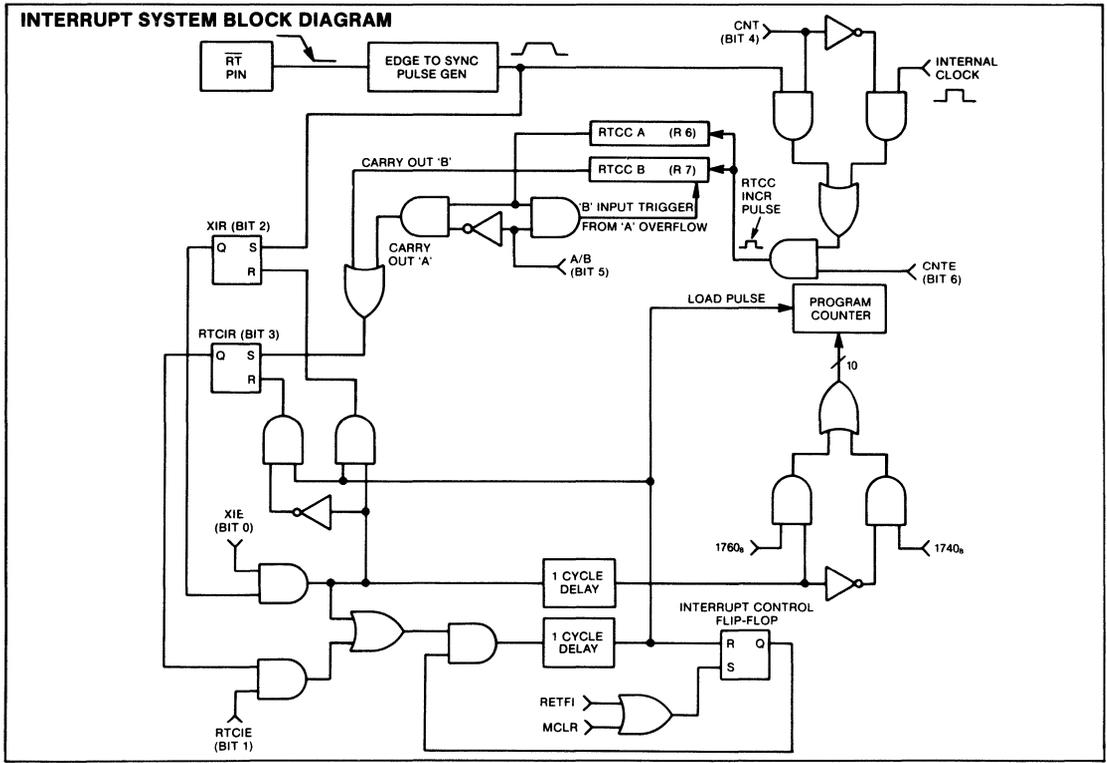 INTERRUPT SYSTEM BLOCK DIAGRAM
RT
PIN
EDGE TO SYNC
PULSE GEN
CNT
(BIT 4)
INTERNAL
CLOCK
RTCC A (R 6)
CARRY OUT 'B'
RTCC B (R 7)
RTCC
INCR
PULSE
'B' INPUT TRIGGER
FROM 'A' OVERFLOW
XIR (BIT 2)
Q S
R
CARRY
OUT 'A'
A/B
(BIT 5)
CNTE
(BIT 6)
LOAD PULSE
PROGRAM
COUNTER
RTCIR (BIT 3)
Q S
R
10
XIE
(BIT 0)
1760₈
1740₈
1 CYCLE
DELAY
INTERRUPT CONTROL
FLIP-FLOP
1 CYCLE
DELAY
R Q
S
RETFI
MCLR
RTCIE
(BIT 1)